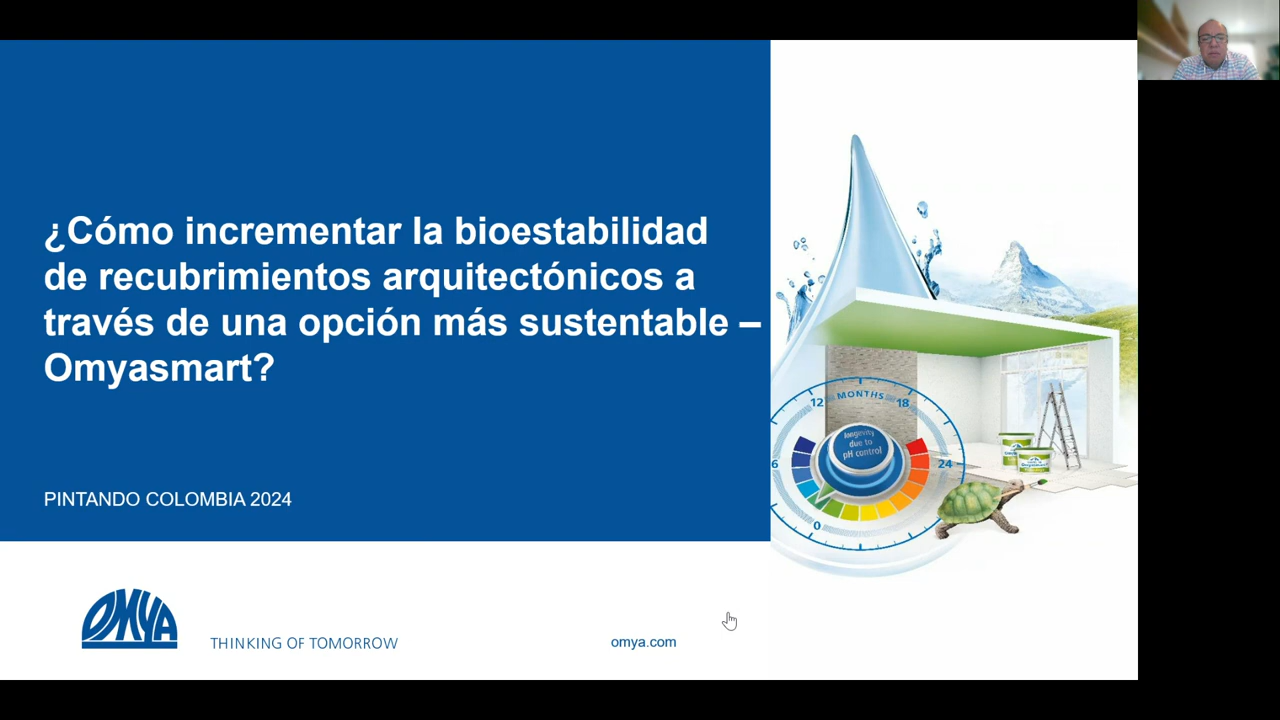 ¿Cómo incrementar la bioestabilidad
de recubrimientos arquitectónicos a
través de una opción más sustentable –
Omyasmart?
PINTANDO COLOMBIA 2024
OMYA
THINKING OF TOMORROW
omya.com
MONTHS
6
12
18
24
0
longevity
due to
pH control
Omyasmart